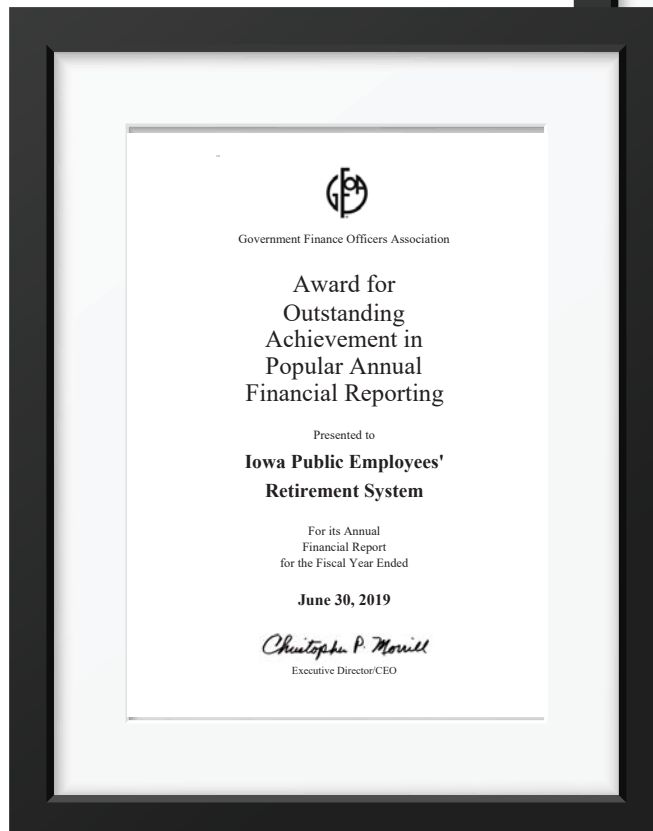 GFOA
Government Finance Officers Association
Award for
Outstanding
Achievement in
Popular Annual
Financial Reporting
Presented to
Iowa Public Employees'
Retirement System
For its Annual
Financial Report
for the Fiscal Year Ended
June 30, 2019
Christopher P. Morrill
Executive Director/CEO